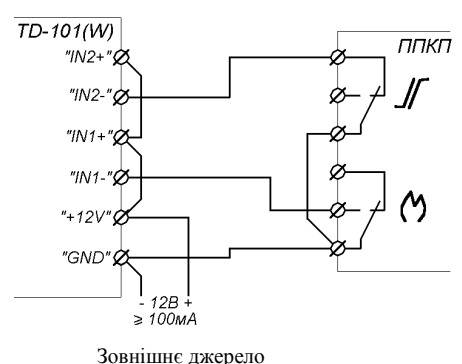 TD-101(W)
ППКП
"IN2+"
"IN2-"
"IN1+"
"IN1-"
"+12V"
"GND"
- 12В +
≥ 100мА
Зовнішнє джерело